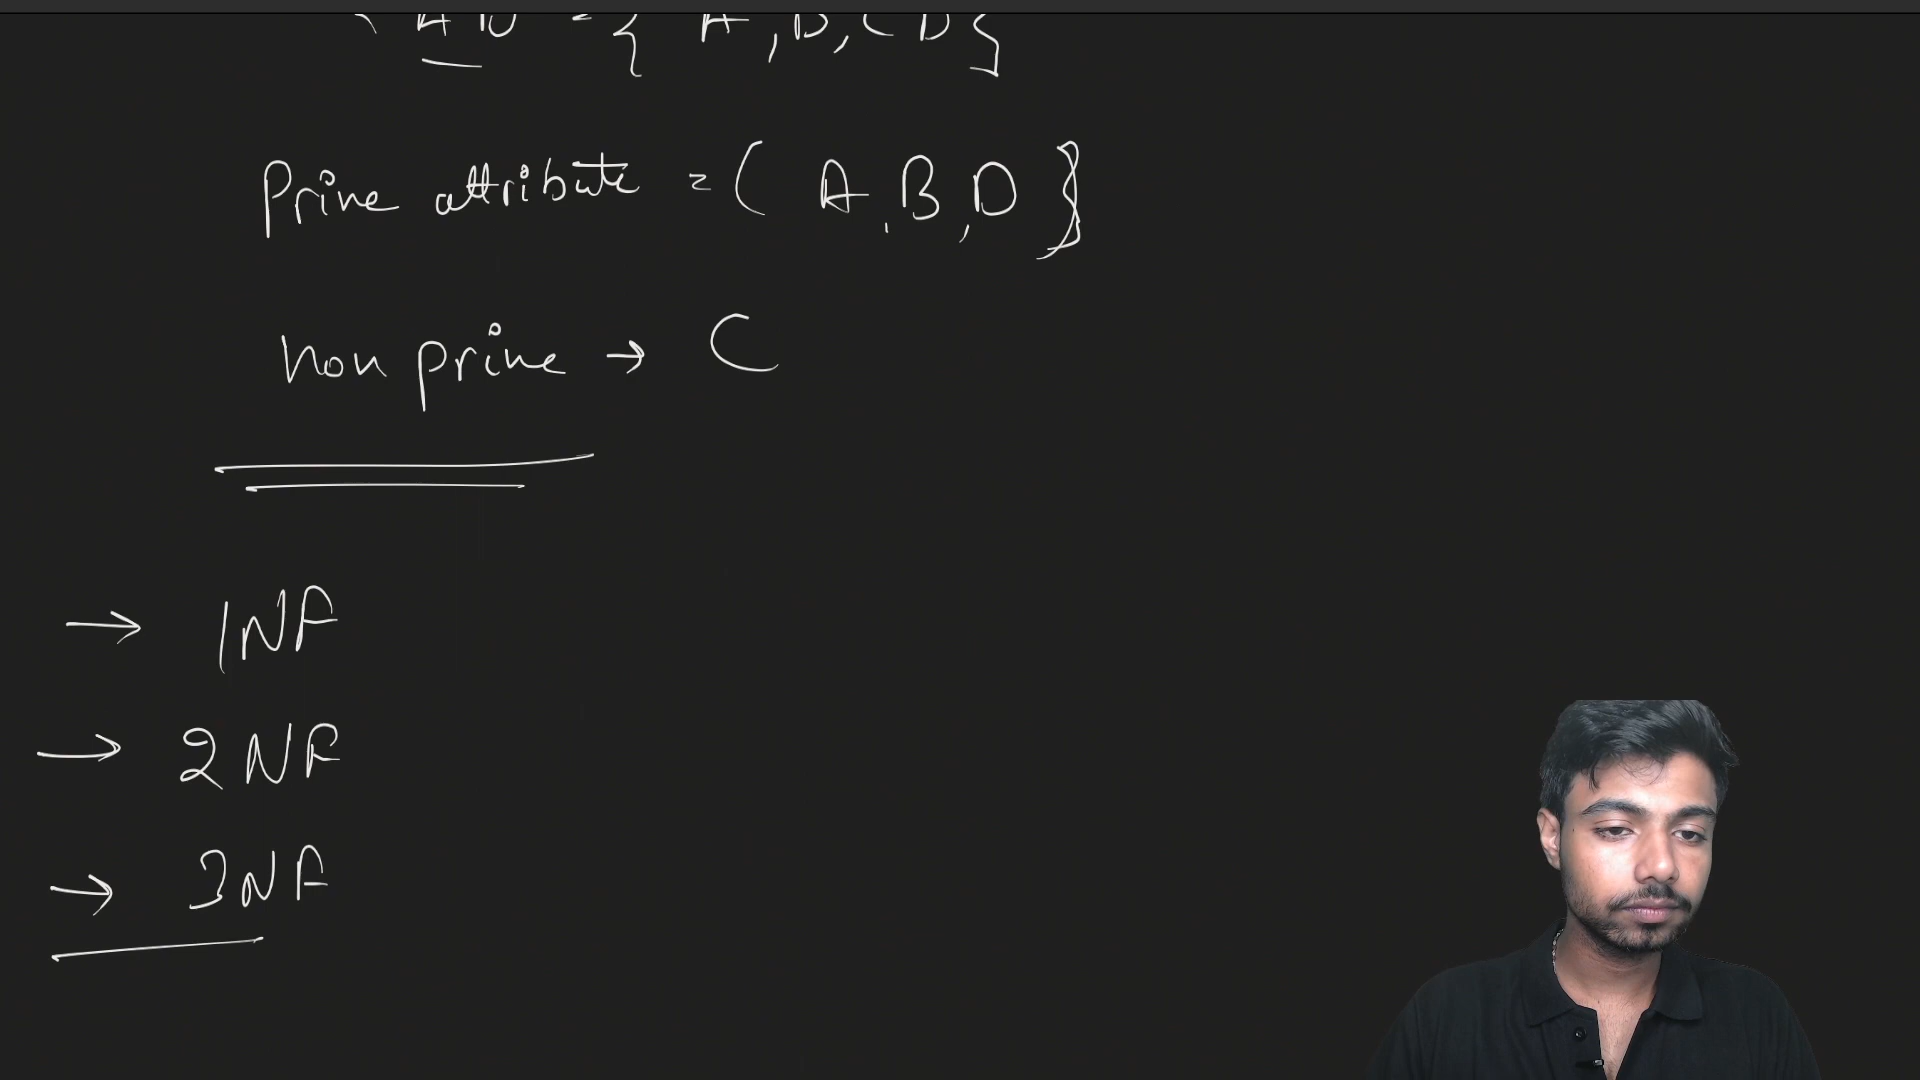 = { A, B, C D }
Prime attribute = ( A, B, D }
non prime → C
→ 1NF
→ 2NF
→ 3NF